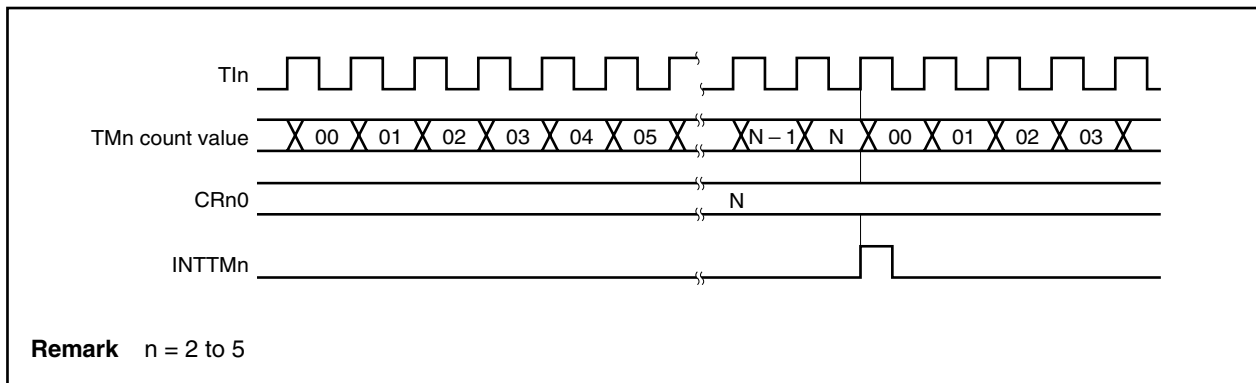 TIn
TMn count value 00 01 02 03 04 05 N – 1 N 00 01 02 03
CRn0 N
INTTMn
Remark n = 2 to 5